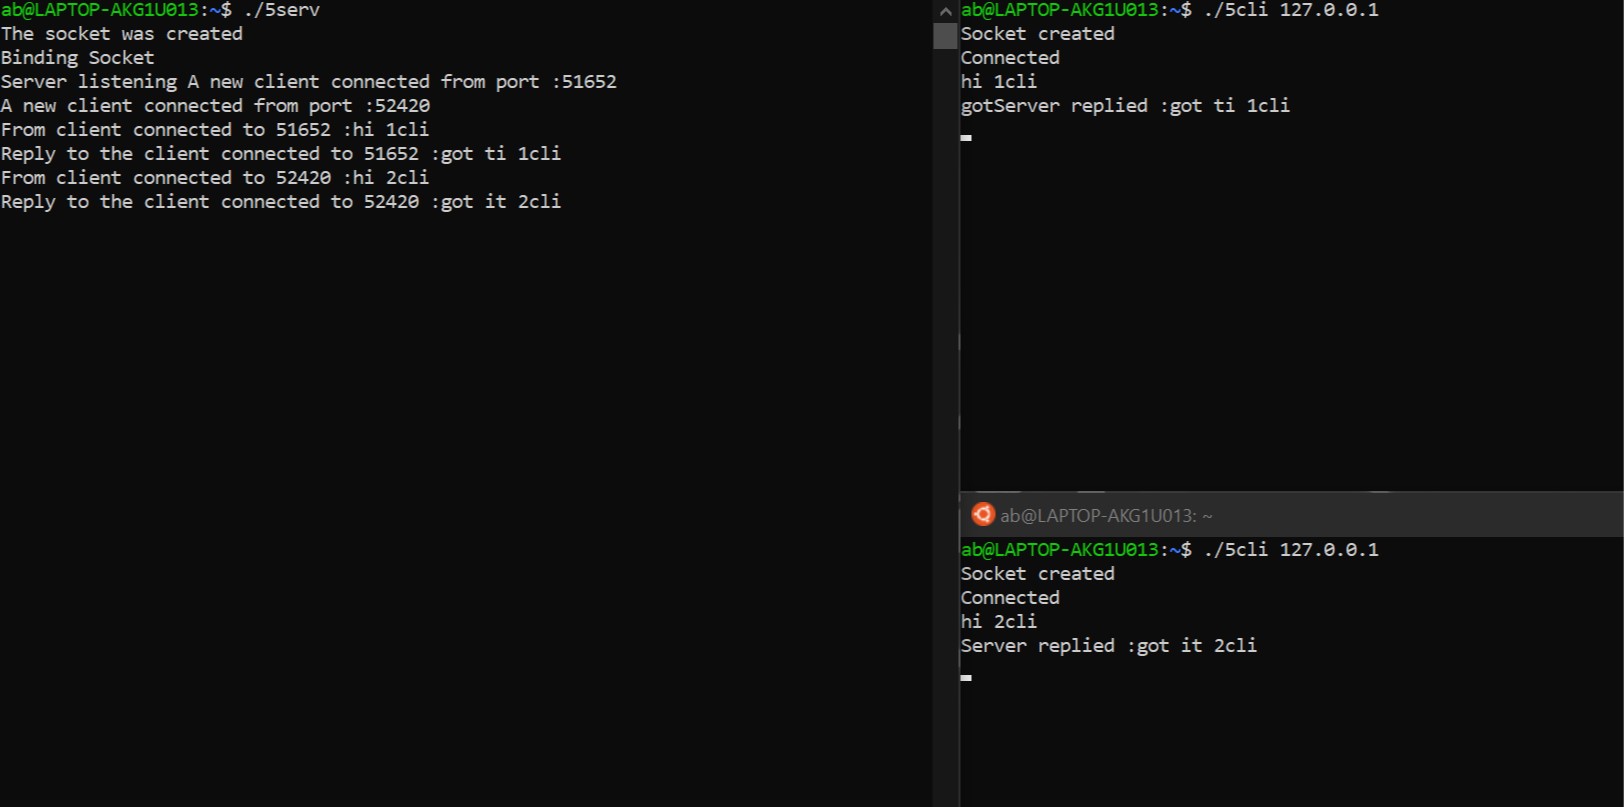 ab@LAPTOP-AKG1U013:~$ ./5serv
The socket was created
Binding Socket
Server listening A new client connected from port :51652
A new client connected from port :52420
From client connected to 51652 :hi 1cli
Reply to the client connected to 51652 :got ti 1cli
From client connected to 52420 :hi 2cli
Reply to the client connected to 52420 :got it 2cli
ab@LAPTOP-AKG1U013:~$ ./5cli 127.0.0.1
Socket created
Connected
hi 1cli
gotServer replied :got ti 1cli
ab@LAPTOP-AKG1U013: ~
ab@LAPTOP-AKG1U013:~$ ./5cli 127.0.0.1
Socket created
Connected
hi 2cli
Server replied :got it 2cli